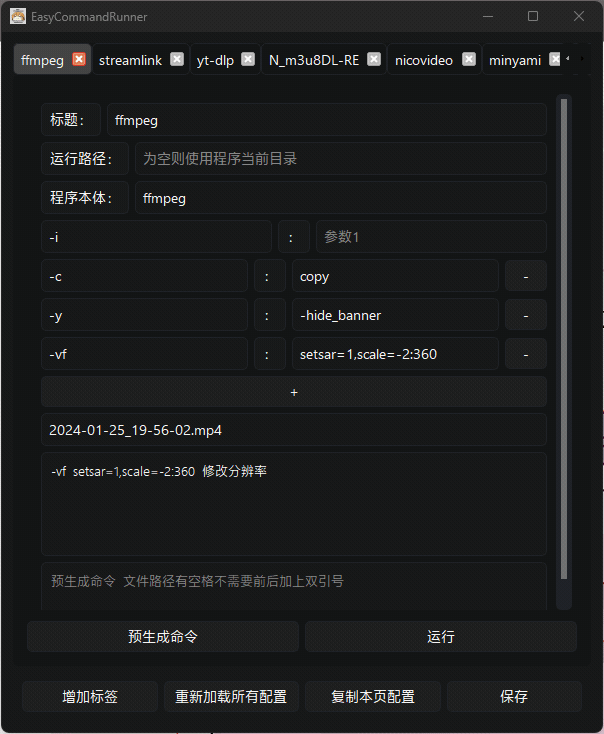 EasyCommandRunner
ffmpeg streamlink yt-dlp N_m3u8DL-RE nicovideo minyami
标题： ffmpeg
运行路径： 为空则使用程序当前目录
程序本体： ffmpeg
-i ： 参数1
-c ： copy -
-y ： -hide_banner -
-vf ： setsar=1,scale=-2:360 -
+
2024-01-25_19-56-02.mp4
-vf setsar=1,scale=-2:360 修改分辨率
预生成命令 文件路径有空格不需要前后加上双引号
预生成命令 运行
增加标签 重新加载所有配置 复制本页配置 保存